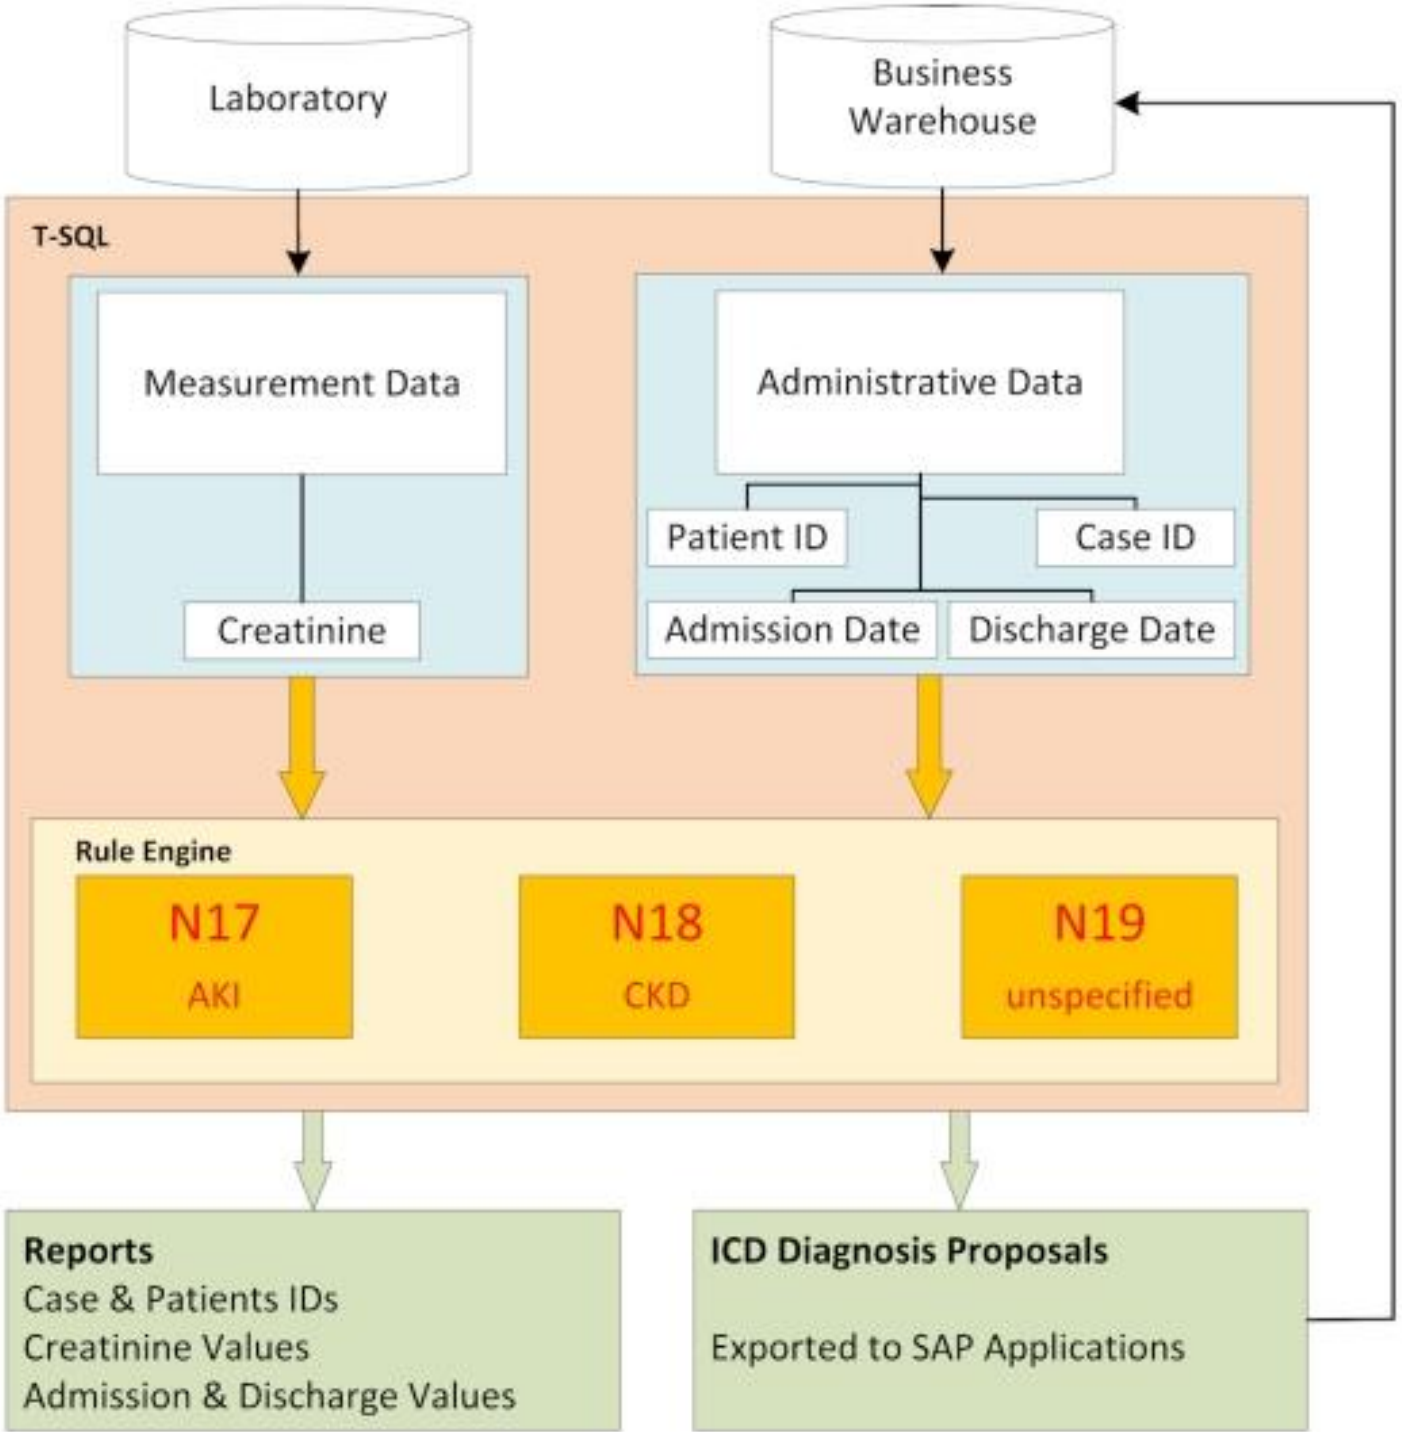 Laboratory
Business
Warehouse
T-SQL
Measurement Data
Administrative Data
Patient ID
Case ID
Creatinine
Admission Date
Discharge Date
Rule Engine
N17
AKI
N18
CKD
N19
unspecified
Reports
Case & Patients IDs
Creatinine Values
Admission & Discharge Values
ICD Diagnosis Proposals
Exported to SAP Applications